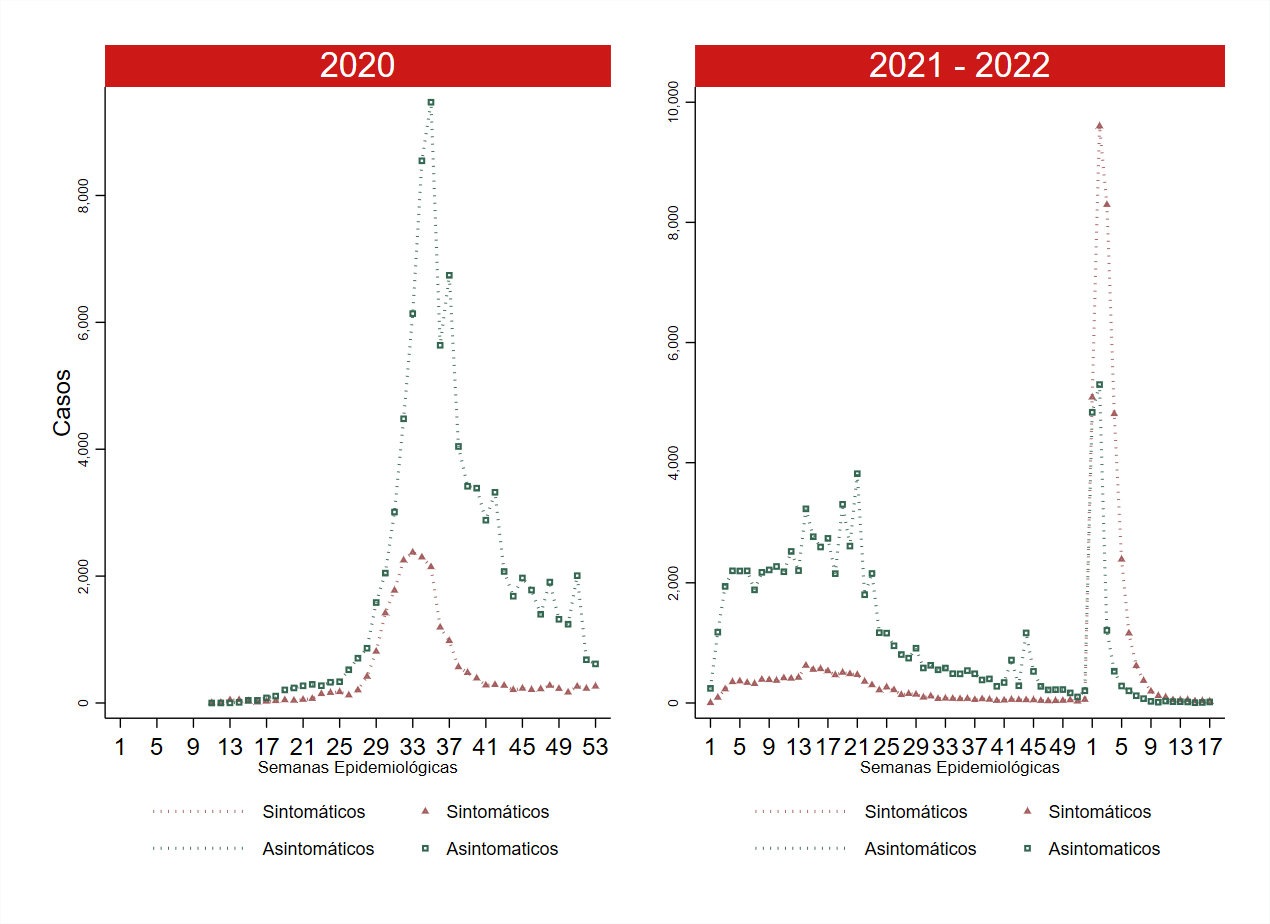 2020
Casos
8,000
6,000
4,000
2,000
0
1 5 9 13 17 21 25 29 33 37 41 45 49 53
Semanas Epidemiológicas
Sintomáticos Sintomáticos
Asintomáticos Asintomaticos
2021 - 2022
10,000
8,000
6,000
4,000
2,000
0
1 5 9 13 17 21 25 29 33 37 41 45 49 1 5 9 13 17
Semanas Epidemiológicas
Sintomáticos Sintomáticos
Asintomáticos Asintomaticos